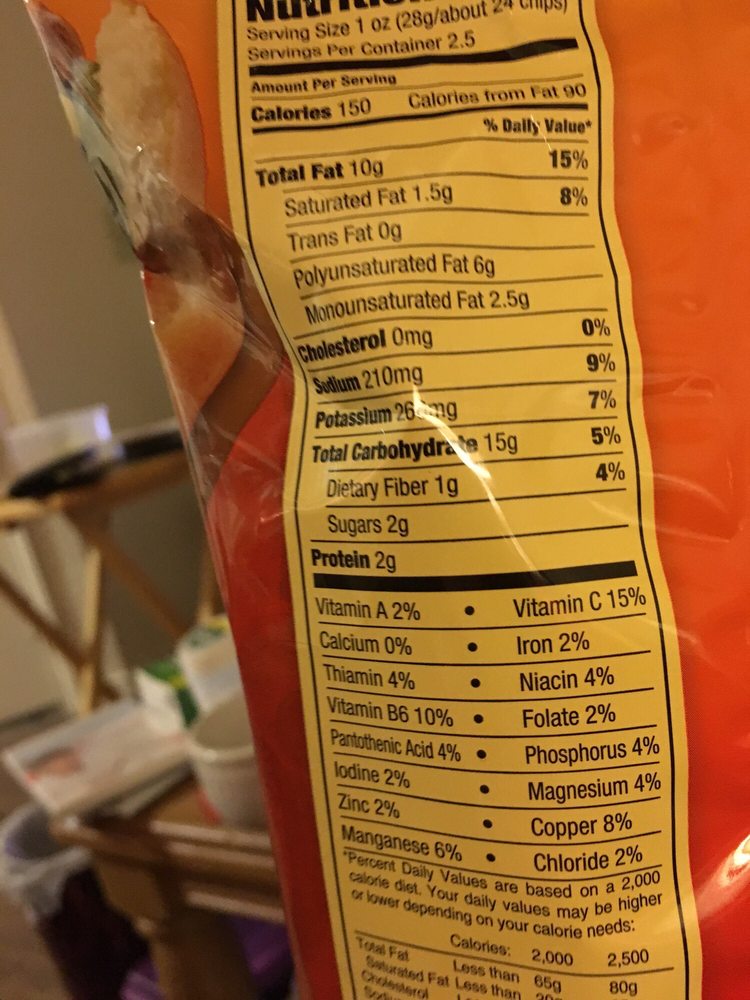 Serving Size 1 oz (28g/about 24 chips)
Servings Per Container 2.5
Amount Per Serving
Calories 150 Calories from Fat 90
% Daily Value*
Total Fat 10g 15%
Saturated Fat 1.5g 8%
Trans Fat 0g
Polyunsaturated Fat 6g
Monounsaturated Fat 2.5g
Cholesterol 0mg 0%
Sodium 210mg 9%
Potassium mg 7%
Total Carbohydrate 15g 5%
Dietary Fiber 1g 4%
Sugars 2g
Protein 2g
Vitamin A 2% • Vitamin C 15%
Calcium 0% • Iron 2%
Thiamin 4% • Niacin 4%
Vitamin B6 10% • Folate 2%
Pantothenic Acid 4% • Phosphorus 4%
Iodine 2% • Magnesium 4%
Zinc 2% • Copper 8%
Manganese 6% • Chloride 2%
*Percent Daily Values are based on a 2,000
calorie diet. Your daily values may be higher
or lower depending on your calorie needs:
Calories: 2,000 2,500
Total Fat Less than 65g 80g
Saturated Fat Less than
Cholesterol